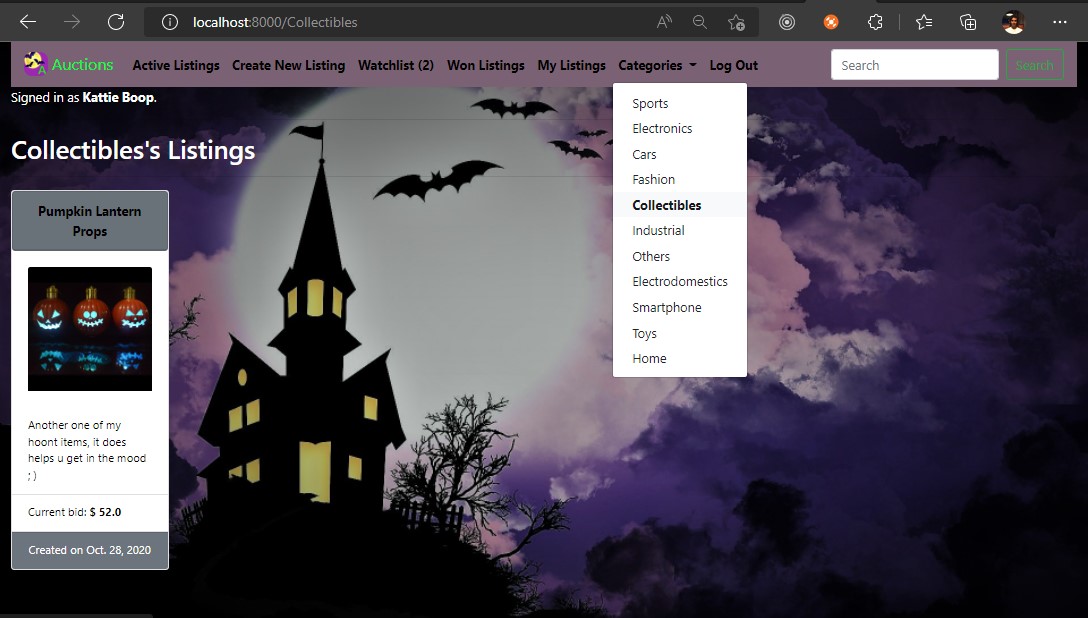 localhost:8000/Collectibles
Auctions Active Listings Create New Listing Watchlist (2) Won Listings My Listings Categories Log Out Search Search
Signed in as Kattie Boop.
Collectibles's Listings
Sports
Electronics
Cars
Fashion
Collectibles
Industrial
Others
Electrodomestics
Smartphone
Toys
Home
Pumpkin Lantern
Props
Another one of my
hoont items, it does
helps u get in the mood
; )
Current bid: $ 52.0
Created on Oct. 28, 2020